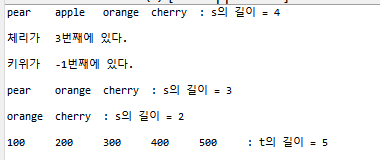 pear apple orange cherry : s의 길이 = 4
체리가 3번째에 있다.
키위가 -1번째에 있다.
pear orange cherry : s의 길이 = 3
orange cherry : s의 길이 = 2
100 200 300 400 500 : t의 길이 = 5